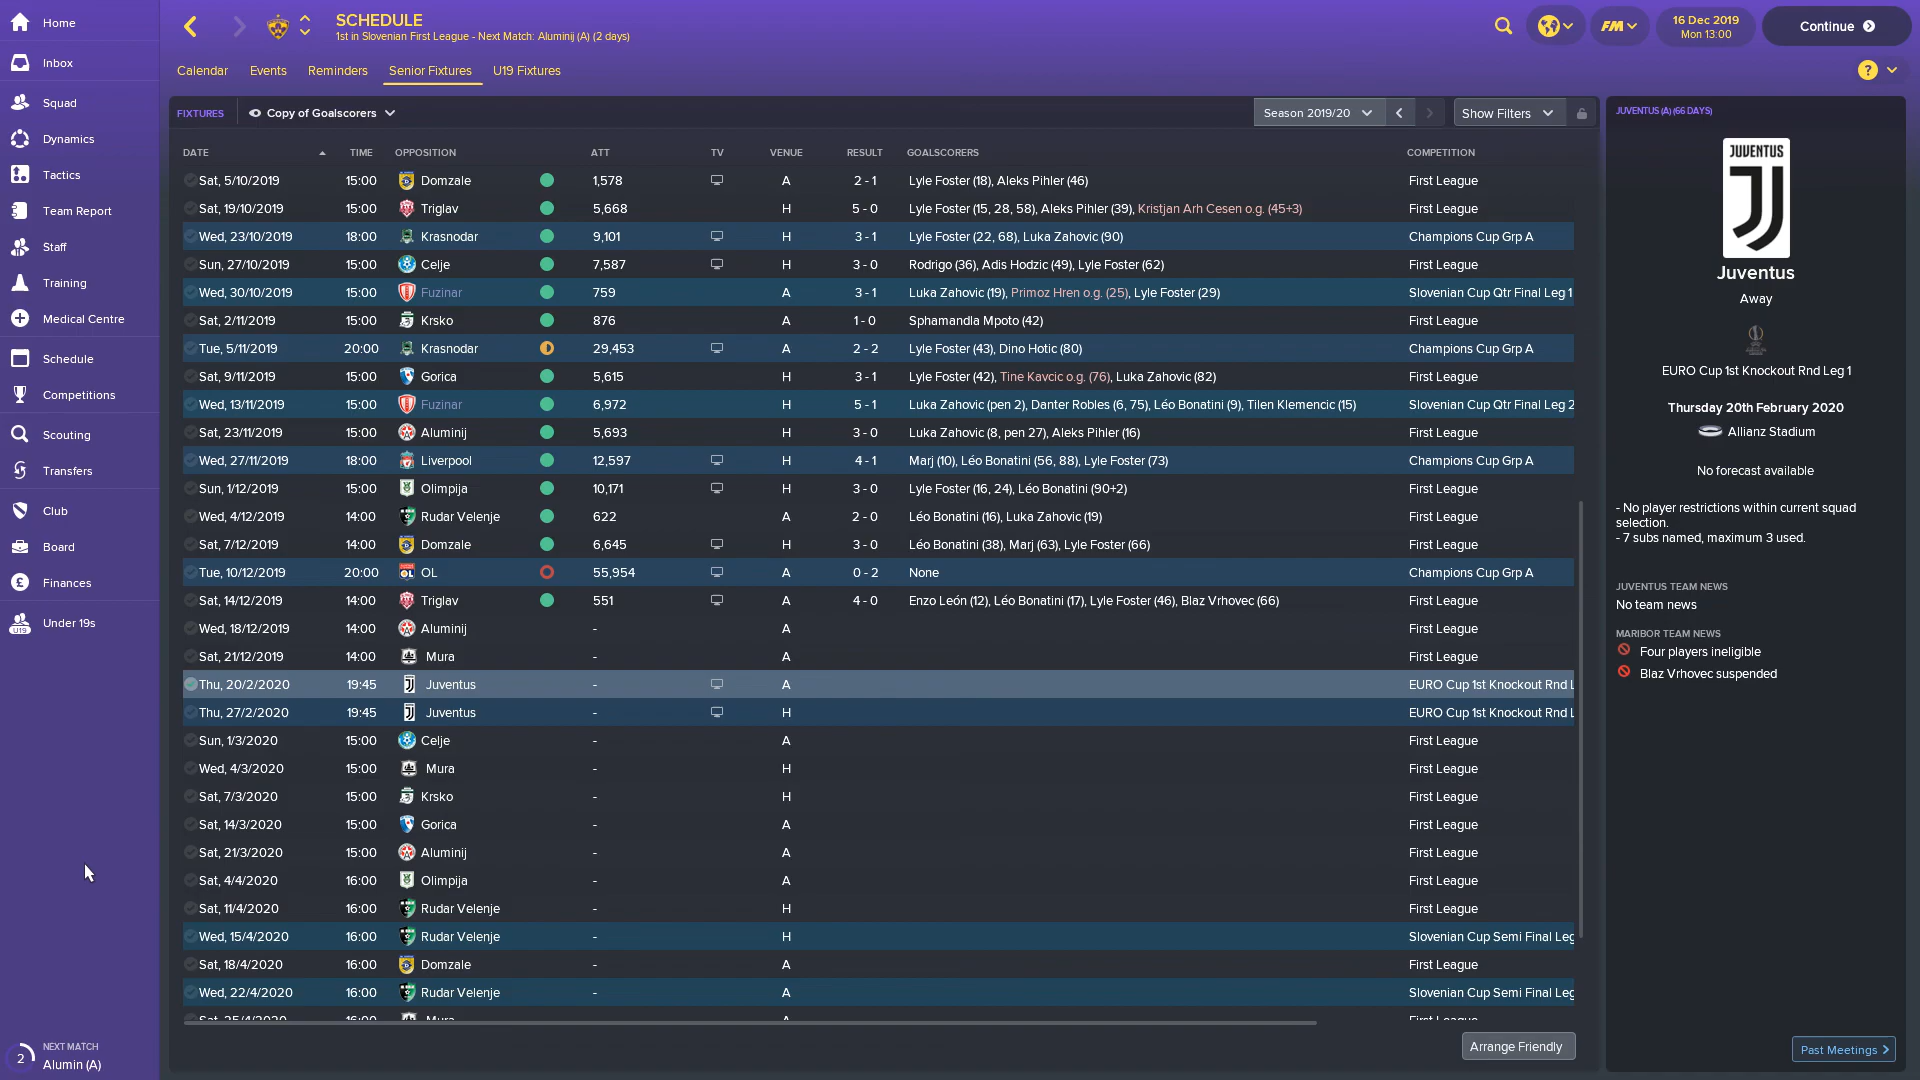 Home
Inbox
Squad
Dynamics
Tactics
Team Report
Staff
Training
Medical Centre
Schedule
Competitions
Scouting
Transfers
Club
Board
Finances
U19
Under 19s
2
NEXT MATCH
Alumin (A)
SCHEDULE
1st in Slovenian First League - Next Match: Aluminij (A) (2 days)
FM
16 Dec 2019
Mon 13:00
Continue
Calendar Events Reminders Senior Fixtures U19 Fixtures
?
FIXTURES Copy of Goalscorers Season 2019/20 Show Filters
DATE TIME OPPOSITION ATT TV VENUE RESULT GOALSCORERS COMPETITION
Sat, 5/10/2019 15:00 Domzale 1,578 A 2 - 1 Lyle Foster (18), Aleks Pihler (46) First League
Sat, 19/10/2019 15:00 Triglav 5,668 H 5 - 0 Lyle Foster (15, 28, 58), Aleks Pihler (39), Kristjan Arh Cesen o.g. (45+3) First League
Wed, 23/10/2019 18:00 Krasnodar 9,101 H 3 - 1 Lyle Foster (22, 68), Luka Zahovic (90) Champions Cup Grp A
Sun, 27/10/2019 15:00 Celje 7,587 H 3 - 0 Rodrigo (36), Adis Hodzic (49), Lyle Foster (62) First League
Wed, 30/10/2019 15:00 Fuzinar 759 A 3 - 1 Luka Zahovic (19), Primoz Hren o.g. (25), Lyle Foster (29) Slovenian Cup Qtr Final Leg 1
Sat, 2/11/2019 15:00 Krsko 876 A 1 - 0 Sphamandla Mpoto (42) First League
Tue, 5/11/2019 20:00 Krasnodar 29,453 A 2 - 2 Lyle Foster (43), Dino Hotic (80) Champions Cup Grp A
Sat, 9/11/2019 15:00 Gorica 5,615 H 3 - 1 Lyle Foster (42), Tine Kavcic o.g. (76), Luka Zahovic (82) First League
Wed, 13/11/2019 15:00 Fuzinar 6,972 H 5 - 1 Luka Zahovic (pen 2), Danter Robles (6, 75), Léo Bonatini (9), Tilen Klemencic (15) Slovenian Cup Qtr Final Leg 2
Sat, 23/11/2019 15:00 Aluminij 5,693 H 3 - 0 Luka Zahovic (8, pen 27), Aleks Pihler (16) First League
Wed, 27/11/2019 18:00 Liverpool 12,597 H 4 - 1 Marj (10), Léo Bonatini (56, 88), Lyle Foster (73) Champions Cup Grp A
Sun, 1/12/2019 15:00 Olimpija 10,171 H 3 - 0 Lyle Foster (16, 24), Léo Bonatini (90+2) First League
Wed, 4/12/2019 14:00 Rudar Velenje 622 A 2 - 0 Léo Bonatini (16), Luka Zahovic (19) First League
Sat, 7/12/2019 14:00 Domzale 6,645 H 3 - 0 Léo Bonatini (38), Marj (63), Lyle Foster (66) First League
Tue, 10/12/2019 20:00 OL 55,954 A 0 - 2 None Champions Cup Grp A
Sat, 14/12/2019 14:00 Triglav 551 A 4 - 0 Enzo León (12), Léo Bonatini (17), Lyle Foster (46), Blaz Vrhovec (66) First League
Wed, 18/12/2019 14:00 Aluminij - A First League
Sat, 21/12/2019 14:00 Mura - A First League
Thu, 20/2/2020 19:45 Juventus - A EURO Cup 1st Knockout Rnd L
Thu, 27/2/2020 19:45 Juventus - H EURO Cup 1st Knockout Rnd L
Sun, 1/3/2020 15:00 Celje - A First League
Wed, 4/3/2020 15:00 Mura - H First League
Sat, 7/3/2020 15:00 Krsko - H First League
Sat, 14/3/2020 15:00 Gorica - A First League
Sat, 21/3/2020 15:00 Aluminij - A First League
Sat, 4/4/2020 16:00 Olimpija - A First League
Sat, 11/4/2020 16:00 Rudar Velenje - H First League
Wed, 15/4/2020 16:00 Rudar Velenje - H Slovenian Cup Semi Final Leg
Sat, 18/4/2020 16:00 Domzale - A First League
Wed, 22/4/2020 16:00 Rudar Velenje - A Slovenian Cup Semi Final Leg
Sat, 25/4/2020 16:00 Mura - A First League
Arrange Friendly
JUVENTUS (A) (66 DAYS)
JUVENTUS
Juventus
Away
EURO Cup 1st Knockout Rnd Leg 1
Thursday 20th February 2020
Allianz Stadium
No forecast available
- No player restrictions within current squad
selection.
- 7 subs named, maximum 3 used.
JUVENTUS TEAM NEWS
No team news
MARIBOR TEAM NEWS
Four players ineligible
Blaz Vrhovec suspended
Past Meetings